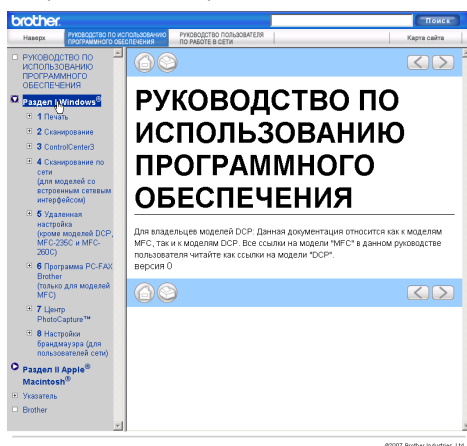 brother.
Поиск
Наверх
РУКОВОДСТВО ПО ИСПОЛЬЗОВАНИЮ
ПРОГРАММНОГО ОБЕСПЕЧЕНИЯ
РУКОВОДСТВО ПОЛЬЗОВАТЕЛЯ
ПО РАБОТЕ В СЕТИ
Карта сайта
РУКОВОДСТВО ПО
ИСПОЛЬЗОВАНИЮ
ПРОГРАММНОГО
ОБЕСПЕЧЕНИЯ
Раздел I Windows®
1 Печать
2 Сканирование
3 ControlCenter3
4 Сканирование по
сети
(для моделей со
встроенным сетевым
интерфейсом)
5 Удаленная
настройка
(кроме моделей DCP,
MFC-235C и MFC-
260C)
6 Программа PC-FAX
Brother
(только для моделей
MFC)
7 Центр
PhotoCapture™
8 Настройки
брандмауэра (для
пользователей сети)
Раздел II Apple®
Macintosh®
Указатель
Brother
РУКОВОДСТВО ПО
ИСПОЛЬЗОВАНИЮ
ПРОГРАММНОГО
ОБЕСПЕЧЕНИЯ
Для владельцев моделей DCP: Данная документация относится как к моделям
MFC, так и к моделям DCP. Все ссылки на модели "MFC" в данном руководстве
пользователя читайте как ссылки на модели "DCP".
версия 0
©2007 Brother Industries, Ltd.